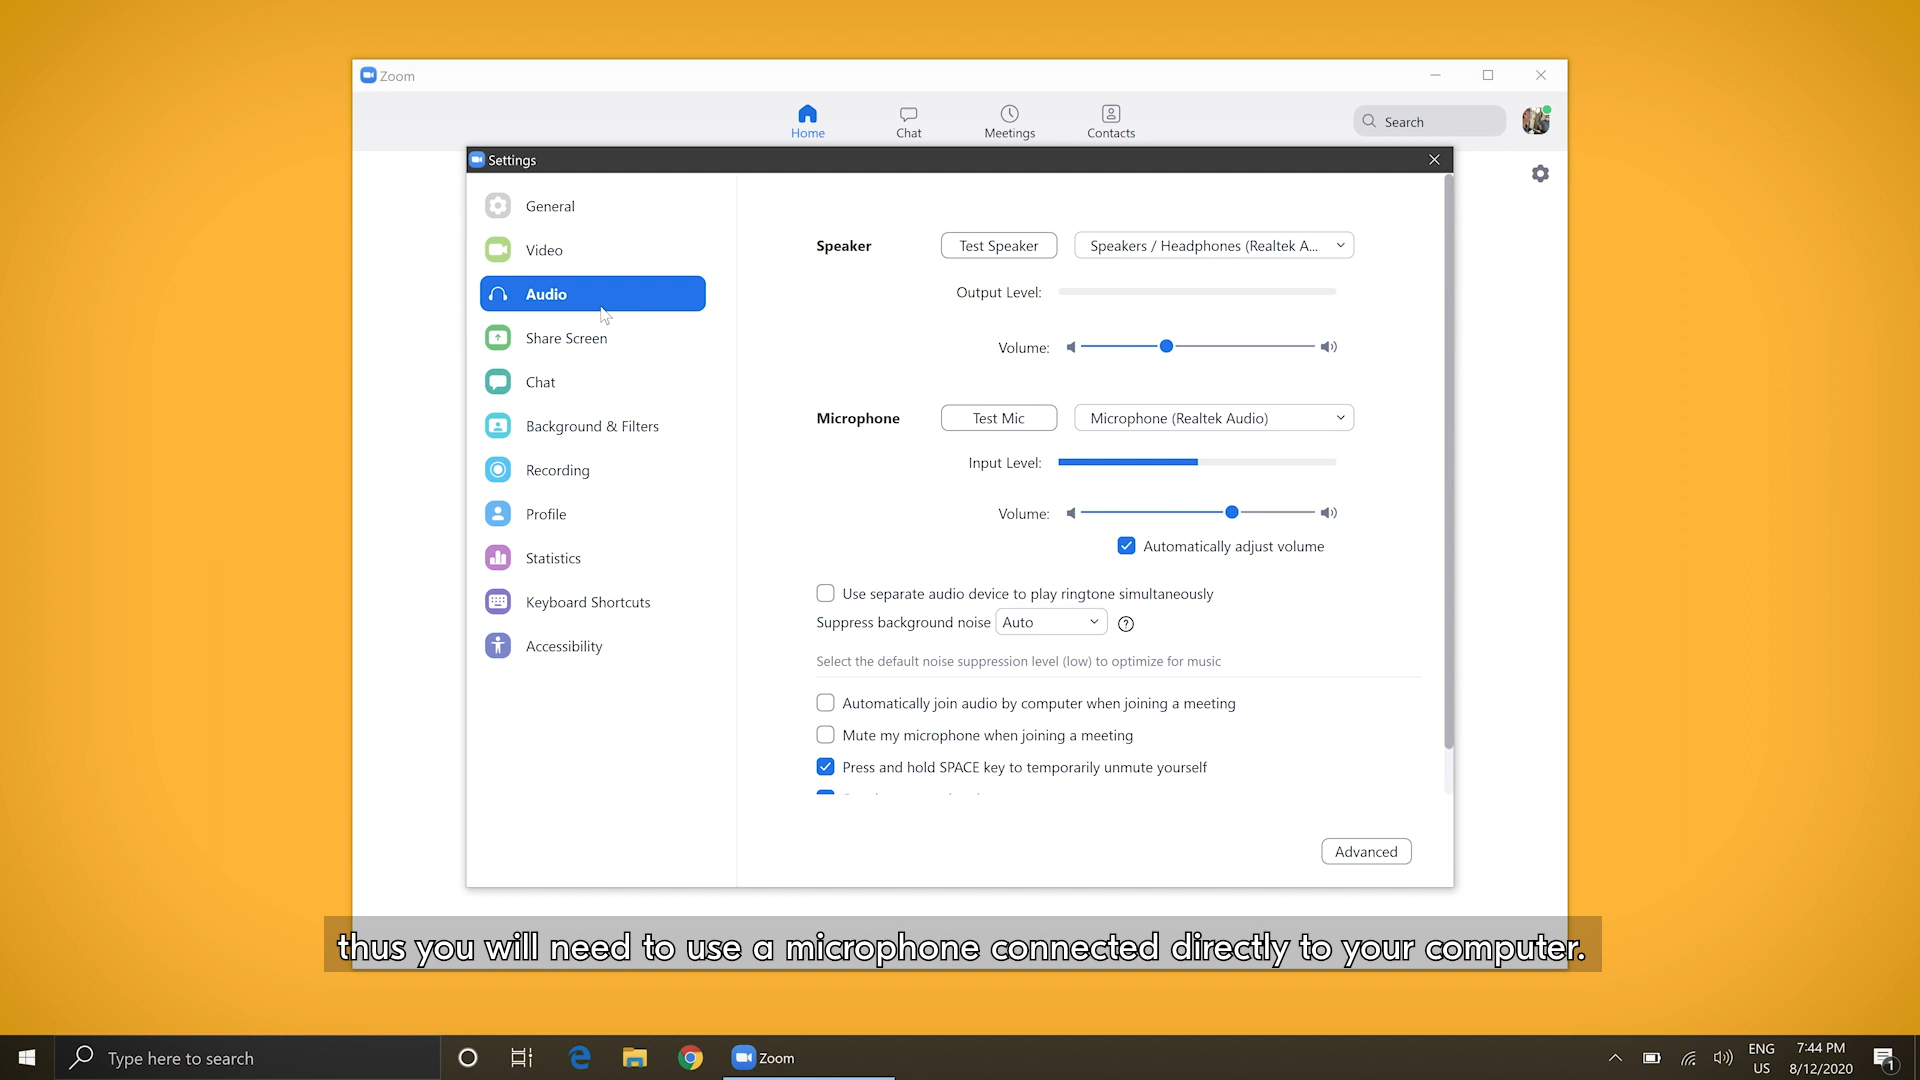 Zoom
Home
Chat
Meetings
Contacts
Search
Settings
General
Video
Audio
Share Screen
Chat
Background & Filters
Recording
Profile
Statistics
Keyboard Shortcuts
Accessibility
Speaker
Test Speaker
Speakers / Headphones (Realtek A...
Output Level:
Volume:
Microphone
Test Mic
Microphone (Realtek Audio)
Input Level:
Volume:
Automatically adjust volume
Use separate audio device to play ringtone simultaneously
Suppress background noise Auto
Select the default noise suppression level (low) to optimize for music
Automatically join audio by computer when joining a meeting
Mute my microphone when joining a meeting
Press and hold SPACE key to temporarily unmute yourself
Advanced
thus you will need to use a microphone connected directly to your computer.
Type here to search
Zoom
ENG
US
7:44 PM
8/12/2020
1